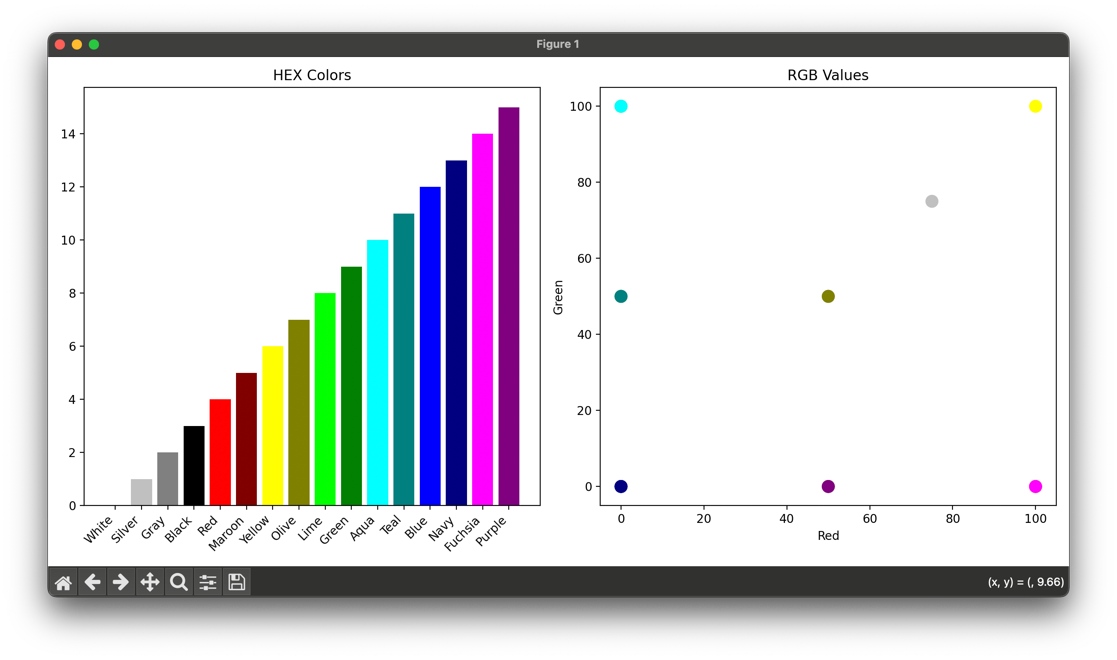 Figure 1
HEX Colors
14
12
10
8
6
4
2
0
White
Silver
Gray
Black
Red
Maroon
Yellow
Olive
Lime
Green
Aqua
Teal
Blue
Navy
Fuchsia
Purple
RGB Values
Green
100
80
60
40
20
0
0 20 40 60 80 100
Red
(x, y) = (, 9.66)